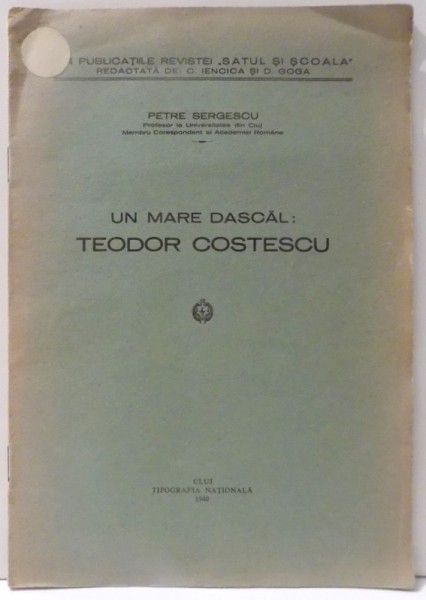 PUBLICAȚIILE REVISTEI „SATUL ȘI ȘCOALA”
REDACTATĂ DE: C. IENCICA ȘI D. GOGA
PETRE SERGESCU
Profesor la Universitatea din Cluj
Membru Corespondent al Academiei Române
UN MARE DASCĂL:
TEODOR COSTESCU
CLUJ
TIPOGRAFIA NAȚIONALĂ
1940